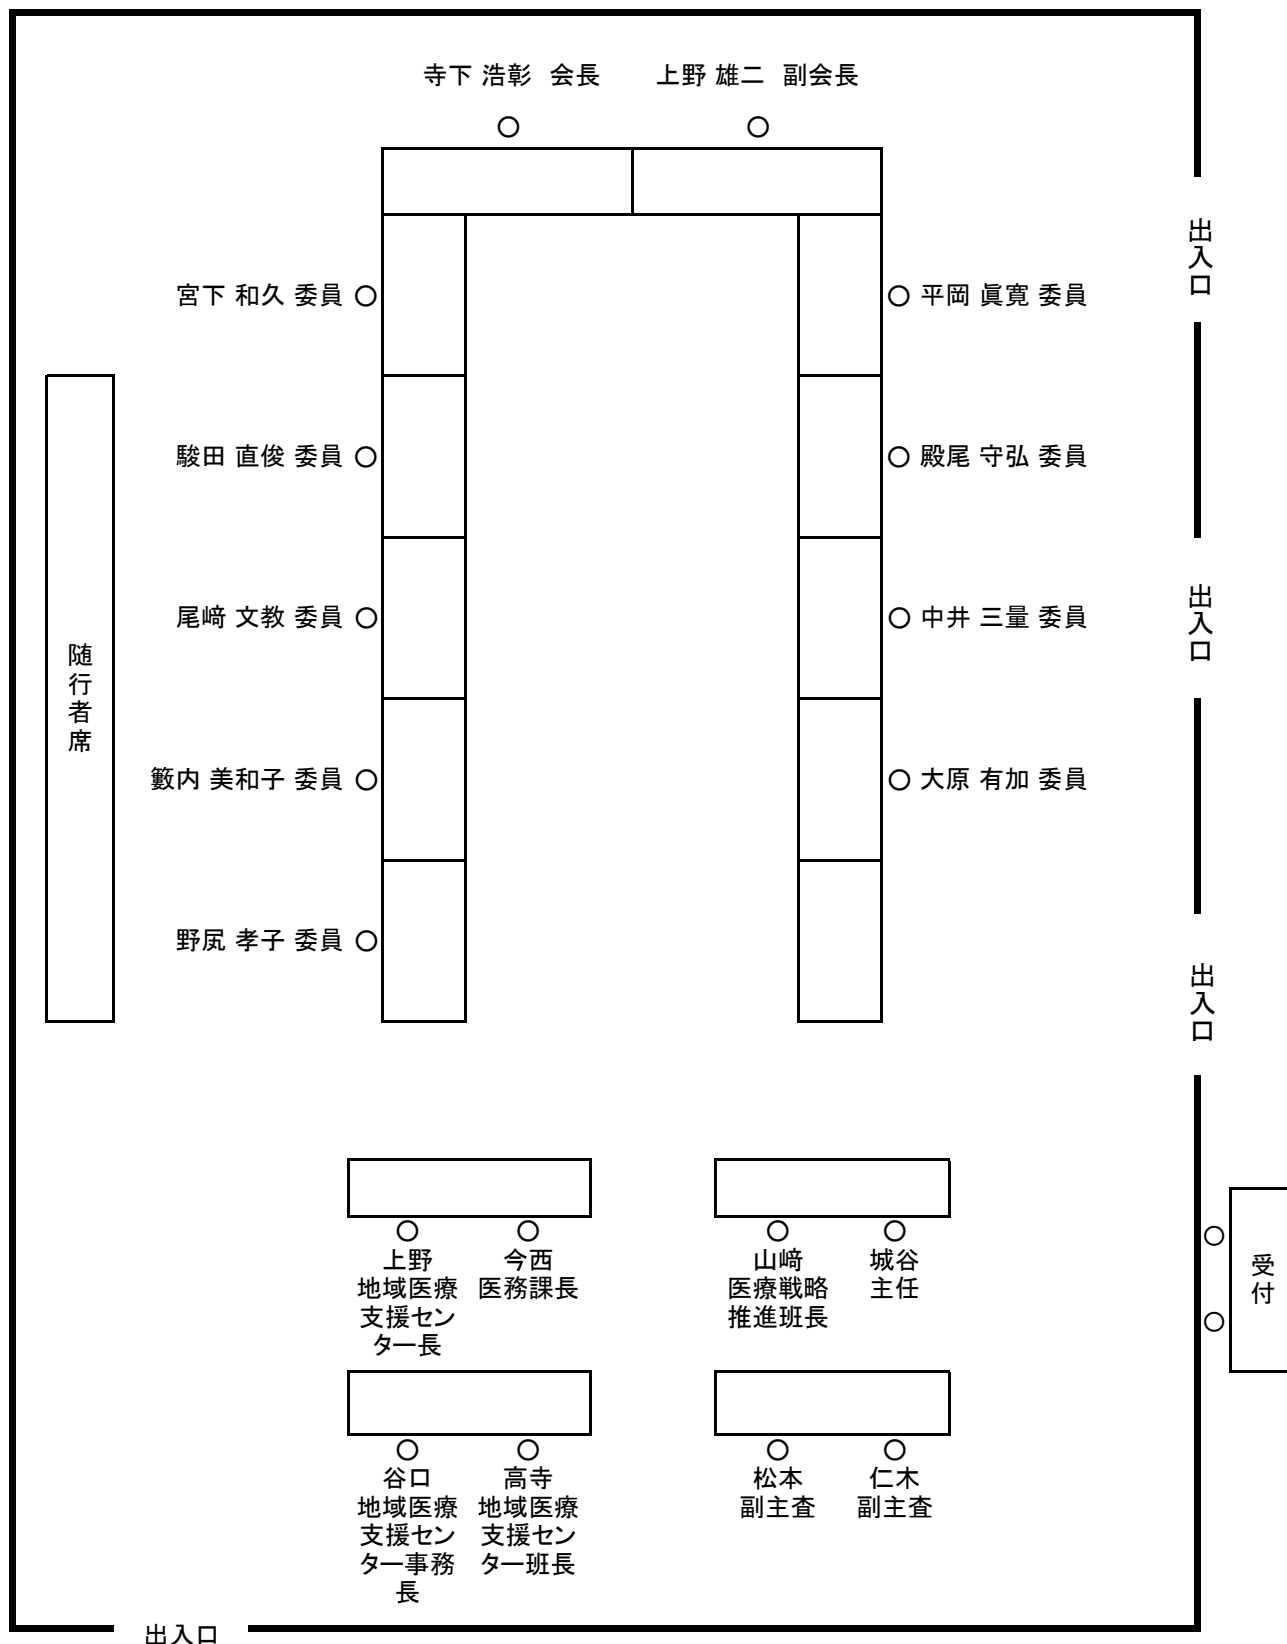 寺下 浩彰 会長 上野 雄二 副会長
出入口
宮下 和久 委員 平岡 眞寛 委員
駿田 直俊 委員 殿尾 守弘 委員
出入口
尾﨑 文教 委員 中井 三量 委員
随行者席
籔内 美和子 委員 大原 有加 委員
野尻 孝子 委員
出入口
上野
地域医療
支援セン
ター長
今西
医務課長
山﨑
医療戦略
推進班長
城谷
主任
受付
谷口
地域医療
支援セン
ター事務
長
高寺
地域医療
支援セン
ター班長
松本
副主査
仁木
副主査
出入口